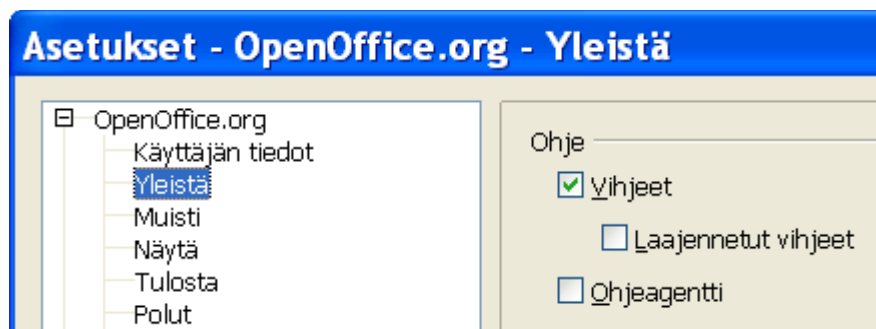 Asetukset - OpenOffice.org - Yleistä
OpenOffice.org
Käyttäjän tiedot
Yleistä
Muisti
Näytä
Tulosta
Polut
Ohje
Vihjeet
Laajennetut vihjeet
Ohjeagentti